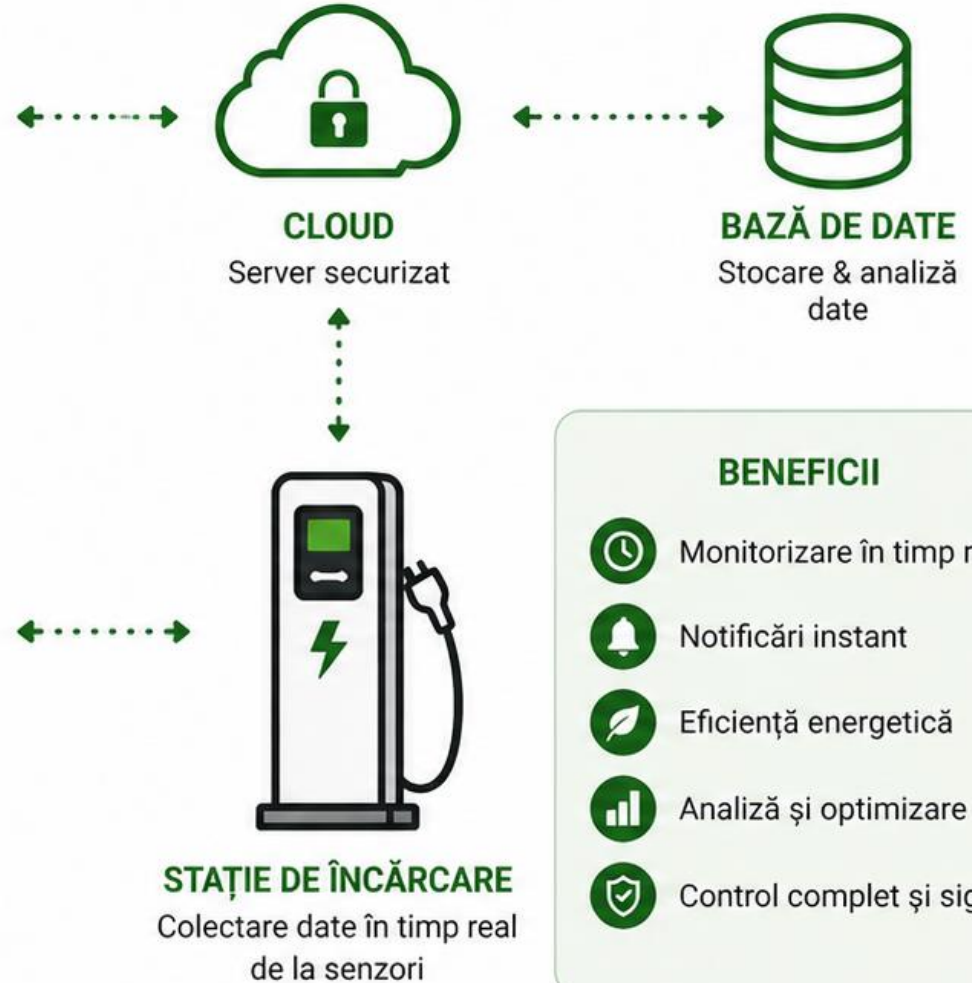 CLOUD
Server securizat
BAZĂ DE DATE
Stocare & analiză
date
BENEFICII
Monitorizare în timp
Notificări instant
Eficiență energetică
Analiză și optimizare
Control complet și
STAȚIE DE ÎNCĂRCARE
Colectare date în timp real
de la senzori